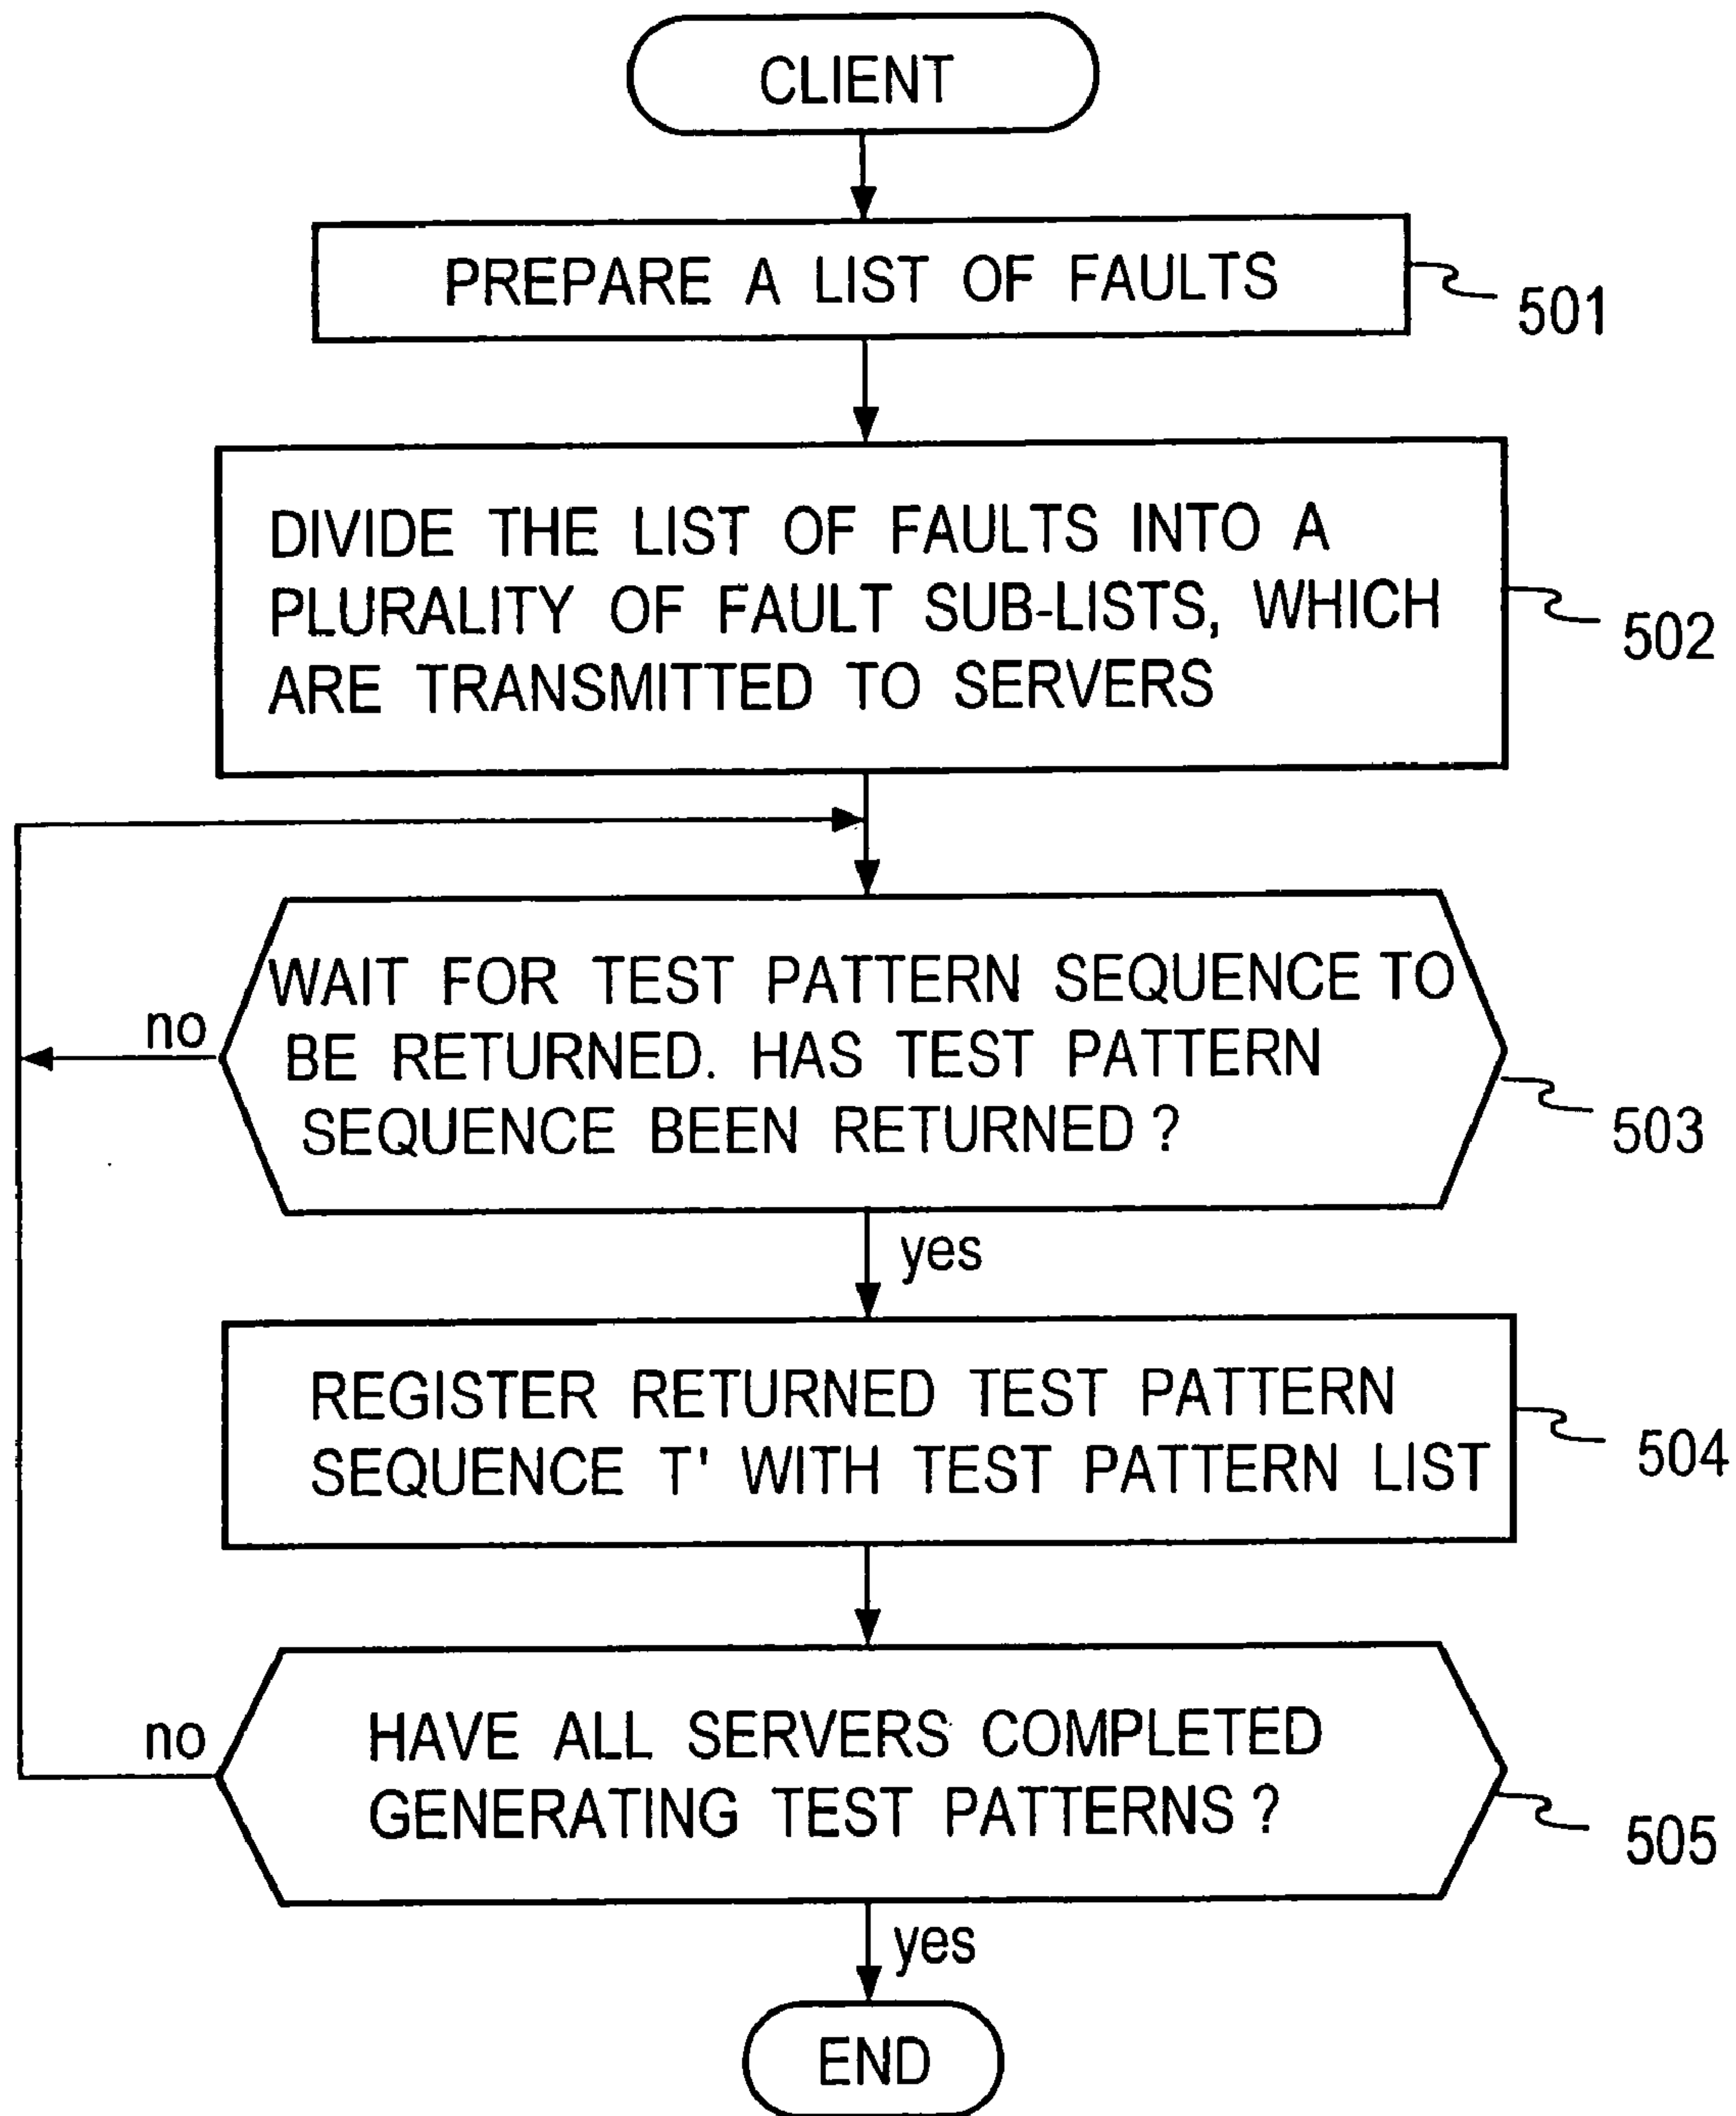 CLIENT
PREPARE A LIST OF FAULTS
501
DIVIDE THE LIST OF FAULTS INTO A
PLURALITY OF FAULT SUB-LISTS, WHICH
ARE TRANSMITTED TO SERVERS
502
WAIT FOR TEST PATTERN SEQUENCE TO
BE RETURNED. HAS TEST PATTERN
SEQUENCE BEEN RETURNED ?
no
503
yes
REGISTER RETURNED TEST PATTERN
SEQUENCE T' WITH TEST PATTERN LIST
504
HAVE ALL SERVERS COMPLETED
GENERATING TEST PATTERNS ?
no
505
yes
END